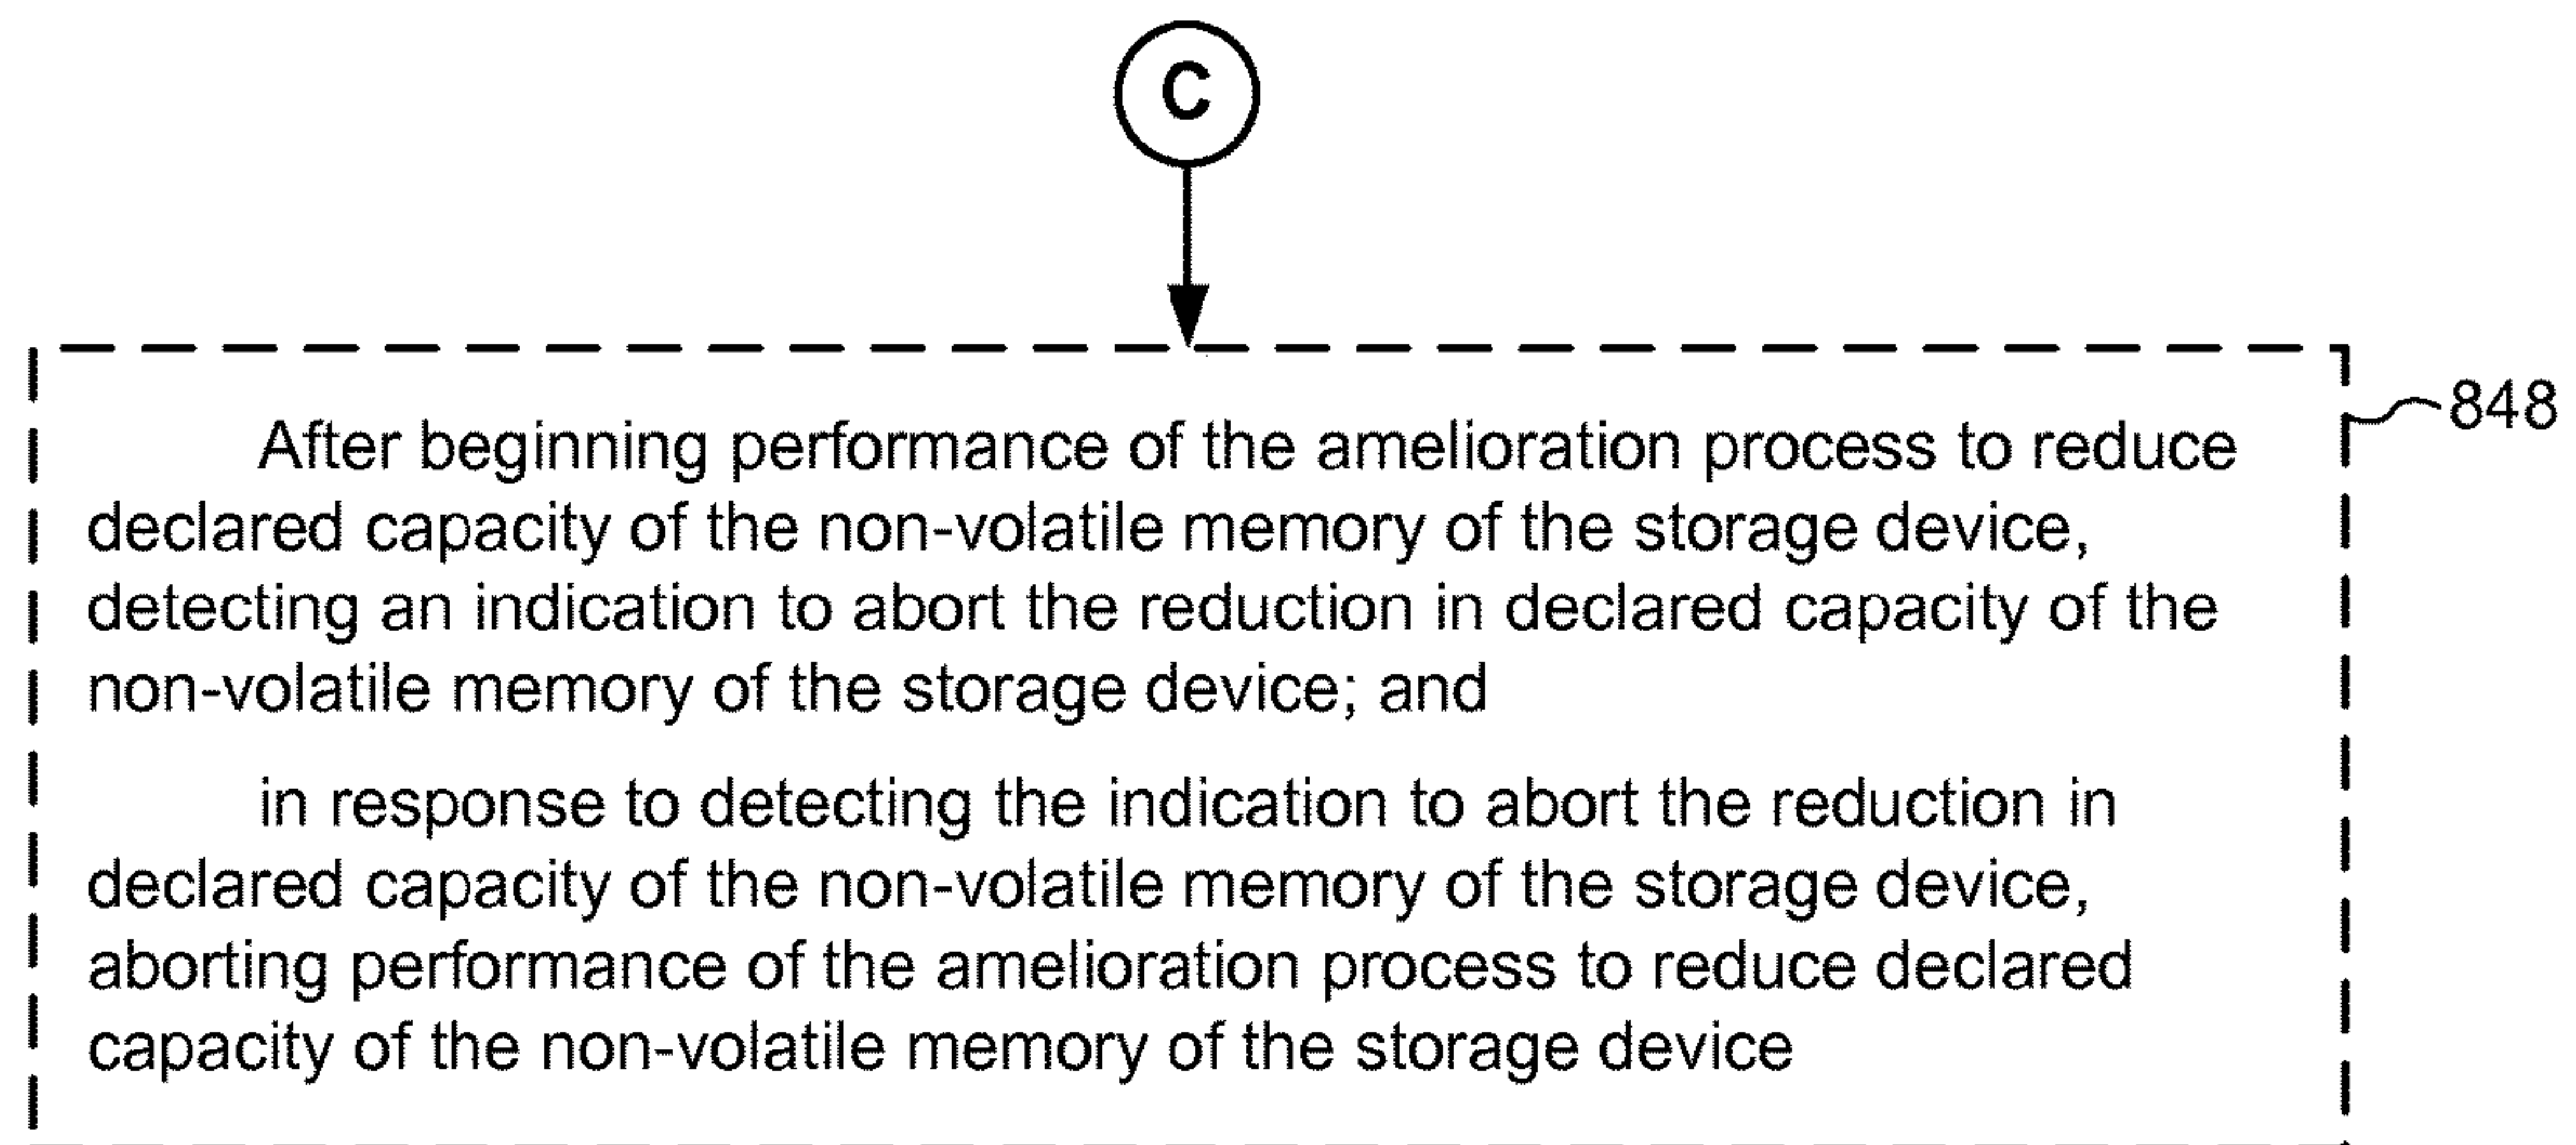 C
848
After beginning performance of the amelioration process to reduce
declared capacity of the non-volatile memory of the storage device,
detecting an indication to abort the reduction in declared capacity of the
non-volatile memory of the storage device; and
in response to detecting the indication to abort the reduction in
declared capacity of the non-volatile memory of the storage device,
aborting performance of the amelioration process to reduce declared
capacity of the non-volatile memory of the storage device